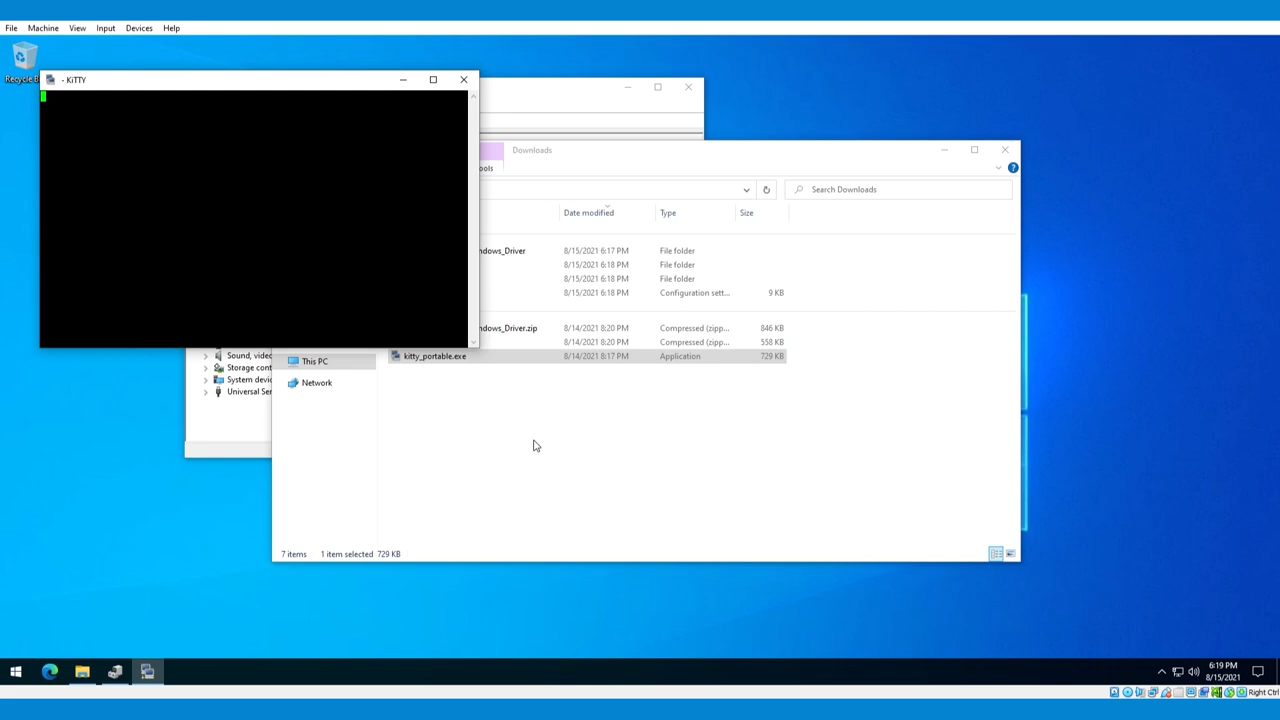 File Machine View Input Devices Help
Recycle B
- KiTTY
Downloads
ools
Search Downloads
Date modified Type Size
ndows_Driver 8/15/2021 6:17 PM File folder
8/15/2021 6:18 PM File folder
8/15/2021 6:18 PM File folder
8/15/2021 6:18 PM Configuration sett... 9 KB
ndows_Driver.zip 8/14/2021 8:20 PM Compressed (zipp... 846 KB
8/14/2021 8:20 PM Compressed (zipp... 558 KB
kitty_portable.exe 8/14/2021 8:17 PM Application 729 KB
Sound, video
Storage cont
System devic
Universal Ser
This PC
Network
7 items 1 item selected 729 KB
6:19 PM
8/15/2021
Right Ctrl